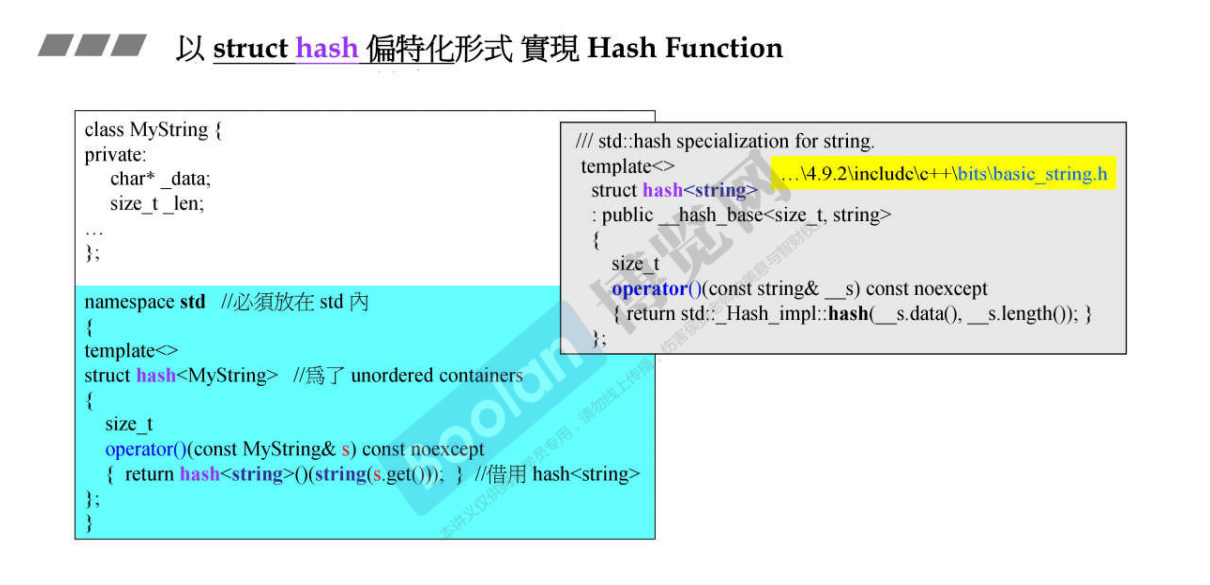 以 struct hash 偏特化形式 實現 Hash Function
class MyString {
private:
char* _data;
size_t _len;
…
};
namespace std //必須放在 std 內
{
template<>
struct hash<MyString> //爲了 unordered containers
{
size_t
operator()(const MyString& s) const noexcept
{ return hash<string>()(string(s.get())); } //借用 hash<string>
};
}
/// std::hash specialization for string.
template<>
…\4.9.2\include\c++\bits\basic_string.h
struct hash<string>
: public __hash_base<size_t, string>
{
size_t
operator()(const string& __s) const noexcept
{ return std::_Hash_impl::hash(__s.data(), __s.length()); }
};
Boolan 博览网